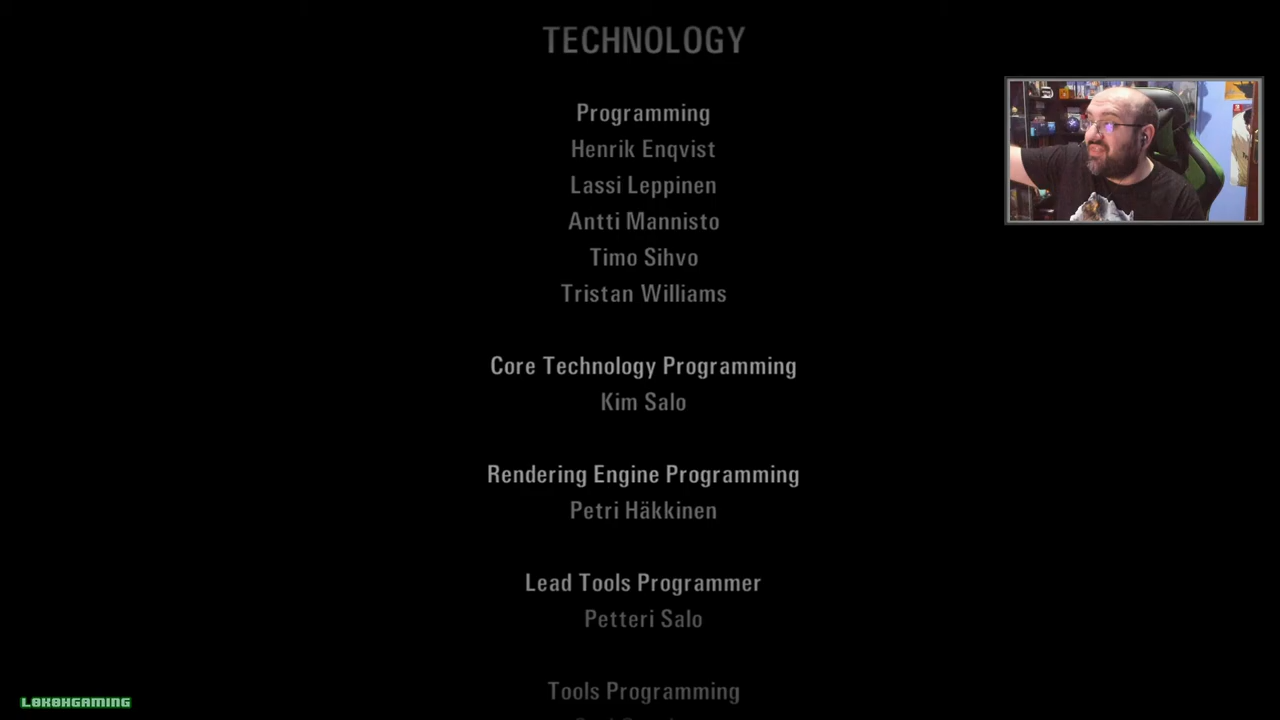 TECHNOLOGY
Programming
Henrik Enqvist
Lassi Leppinen
Antti Mannisto
Timo Sihvo
Tristan Williams
Core Technology Programming
Kim Salo
Rendering Engine Programming
Petri Häkkinen
Lead Tools Programmer
Petteri Salo
Tools Programming
L0K0XGAMING